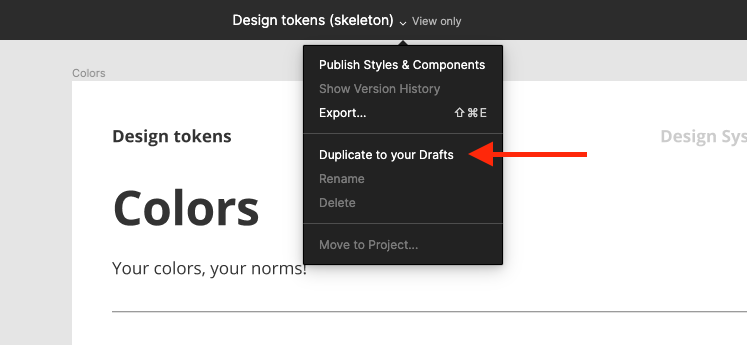 Design tokens (skeleton) View only
Colors
Publish Styles & Components
Show Version History
Export... ⇧⌘E
Design tokens
Duplicate to your Drafts
Design Sys
Rename
Delete
Colors
Move to Project...
Your colors, your norms!